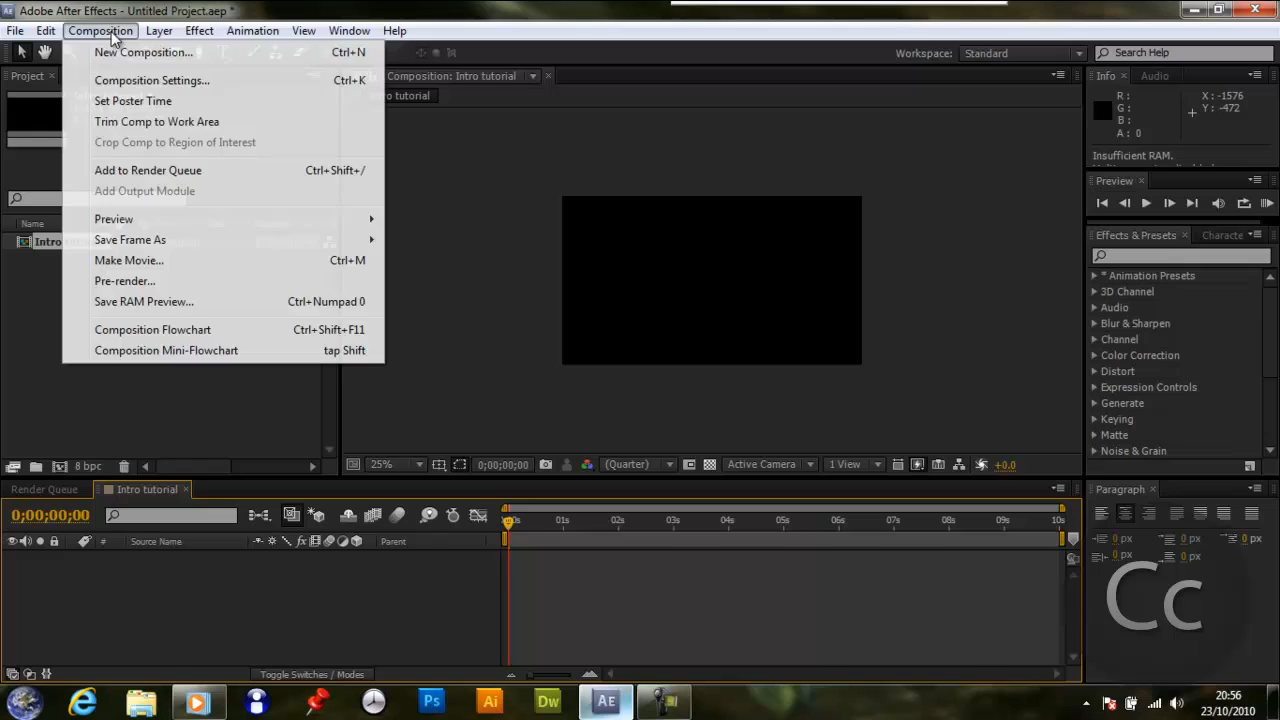 Adobe After Effects - Untitled Project.aep *
File Edit Composition Layer Effect Animation View Window Help
Workspace: Standard Search Help
New Composition... Ctrl+N
Composition Settings... Ctrl+K
Set Poster Time
Trim Comp to Work Area
Crop Comp to Region of Interest
Add to Render Queue Ctrl+Shift+/
Add Output Module
Preview
Save Frame As
Make Movie... Ctrl+M
Pre-render...
Save RAM Preview... Ctrl+Numpad 0
Composition Flowchart Ctrl+Shift+F11
Composition Mini-Flowchart tap Shift
Project
Name
Intro
8 bpc
Composition: Intro tutorial
tro tutorial
25% 0;00;00;00 (Quarter) Active Camera 1 View +0.0
Info Audio
R : X : -1576
G : Y : -472
B :
A : 0
Insufficient RAM.
Preview
Effects & Presets Characte
* Animation Presets
3D Channel
Audio
Blur & Sharpen
Channel
Color Correction
Distort
Expression Controls
Generate
Keying
Matte
Noise & Grain
Render Queue Intro tutorial
0;00;00;00
# Source Name Parent
00s 01s 02s 03s 04s 05s 06s 07s 08s 09s 10s
Toggle Switches / Modes
Paragraph
0 px 0 px 0 px
0 px 0 px
Cc
Ps Ai Dw AE
20:56
23/10/2010